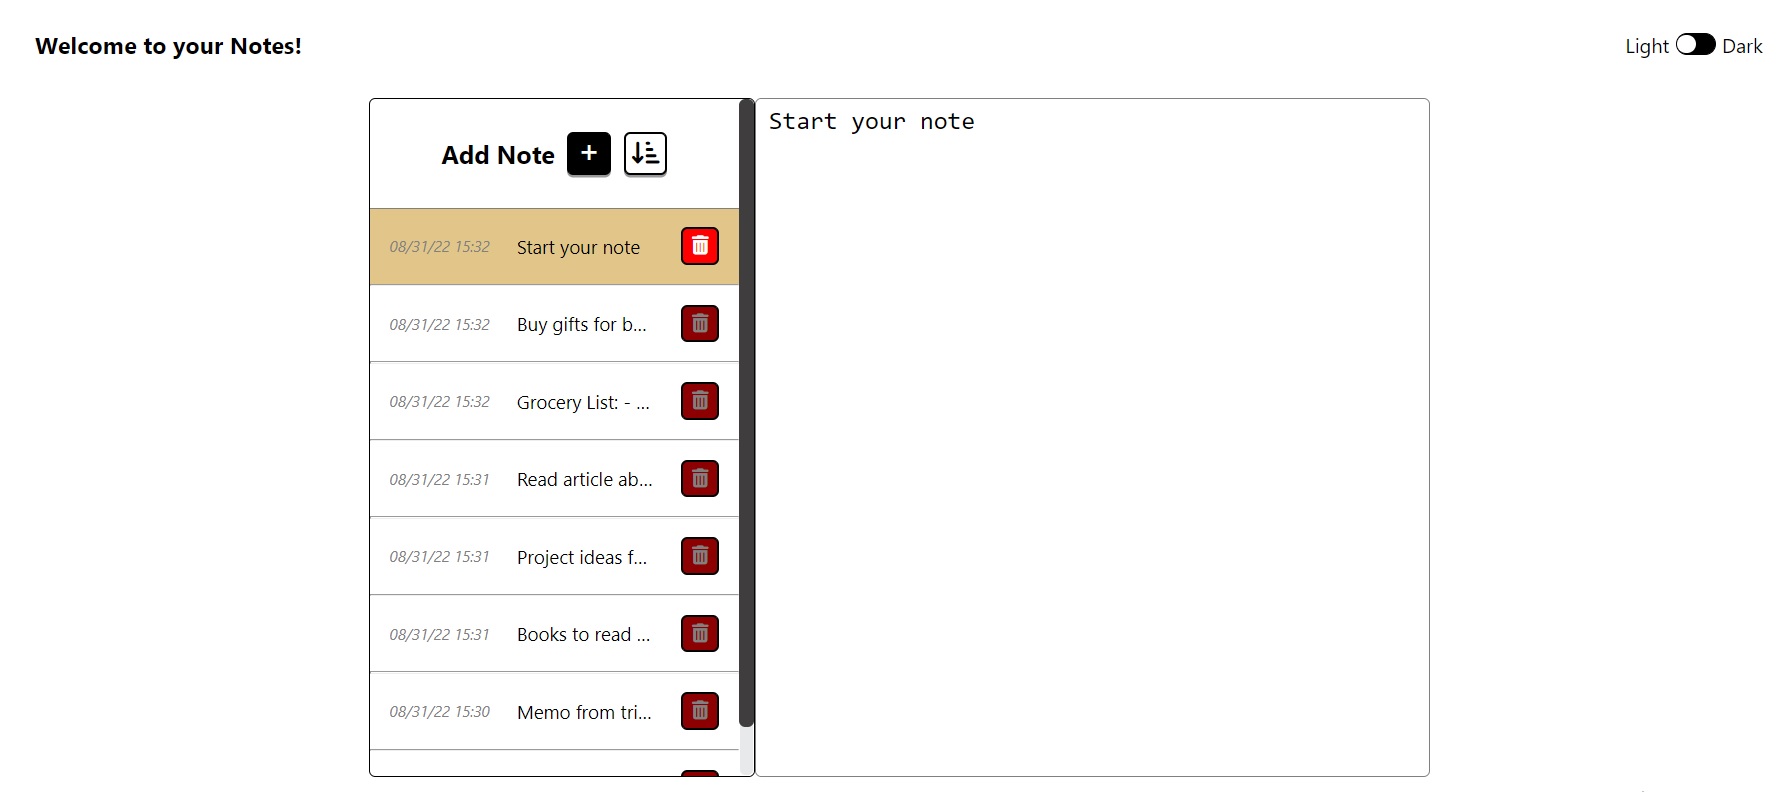 Welcome to your Notes!
Light Dark
Add Note +
Start your note
08/31/22 15:32 Start your note
08/31/22 15:32 Buy gifts for b...
08/31/22 15:32 Grocery List: - ...
08/31/22 15:31 Read article ab...
08/31/22 15:31 Project ideas f...
08/31/22 15:31 Books to read ...
08/31/22 15:30 Memo from tri...